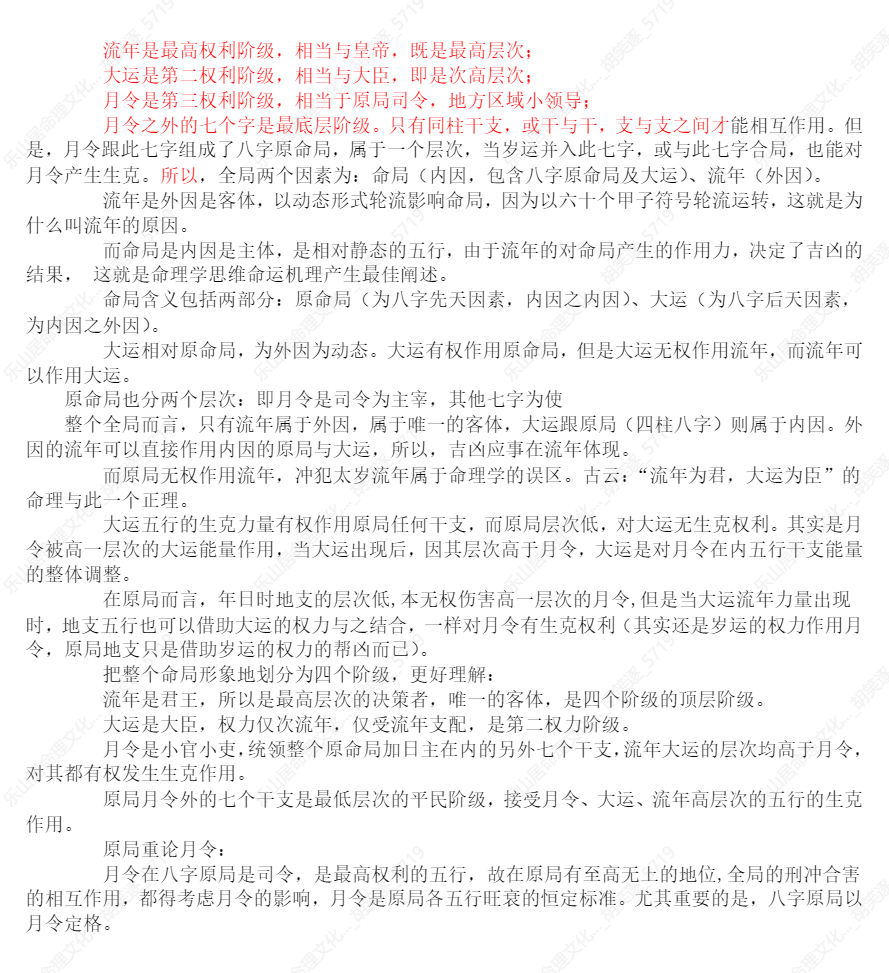 流年是最高权利阶级，相当与皇帝，既是最高层次；
大运是第二权利阶级，相当与大臣，即是次高层次；
月令是第三权利阶级，相当于原局司令，地方区域小领导；
月令之外的七个字是最底层阶级。只有同柱干支，或干与干，支与支之间才能相互作用。但
是，月令跟此七字组成了八字原命局，属于一个层次，当岁运并入此七字，或与此七字合局，也能对
月令产生生克。所以，全局两个因素为：命局（内因，包含八字原命局及大运）、流年（外因）。
流年是外因是客体，以动态形式轮流影响命局，因为以六十个甲子符号轮流运转，这就是为
什么叫流年的原因。
而命局是内因是主体，是相对静态的五行，由于流年的对命局产生的作用力，决定了吉凶的
结果， 这就是命理学思维命运机理产生最佳阐述。
命局含义包括两部分：原命局（为八字先天因素，内因之内因）、大运（为八字后天因素，
为内因之外因）。
大运相对原命局，为外因为动态。大运有权作用原命局，但是大运无权作用流年，而流年可
以作用大运。
原命局也分两个层次：即月令是司令为主宰，其他七字为使
整个全局而言，只有流年属于外因，属于唯一的客体，大运跟原局（四柱八字）则属于内因。外
因的流年可以直接作用内因的原局与大运，所以，吉凶应事在流年体现。
而原局无权作用流年，冲犯太岁流年属于命理学的误区。古云：“流年为君，大运为臣”的
命理与此一个正理。
大运五行的生克力量有权作用原局任何干支，而原局层次低，对大运无生克权利。其实是月
令被高一层次的大运能量作用，当大运出现后，因其层次高于月令，大运是对月令在内五行干支能量
的整体调整。
在原局而言，年日时地支的层次低,本无权伤害高一层次的月令,但是当大运流年力量出现
时，地支五行也可以借助大运的权力与之结合，一样对月令有生克权利（其实还是岁运的权力作用月
令，原局地支只是借助岁运的权力的帮凶而已）。
把整个命局形象地划分为四个阶级，更好理解：
流年是君王，所以是最高层次的决策者，唯一的客体，是四个阶级的顶层阶级。
大运是大臣，权力仅次流年，仅受流年支配，是第二权力阶级。
月令是小官小吏,统领整个原命局加日主在内的另外七个干支,流年大运的层次均高于月令，
对其都有权发生生克作用。
原局月令外的七个干支是最低层次的平民阶级，接受月令、大运、流年高层次的五行的生克
作用。
原局重论月令：
月令在八字原局是司令，是最高权利的五行，故在原局有至高无上的地位,全局的刑冲合害
的相互作用，都得考虑月令的影响，月令是原局各五行旺衰的恒定标准。尤其重要的是，八字原局以
月令定格。